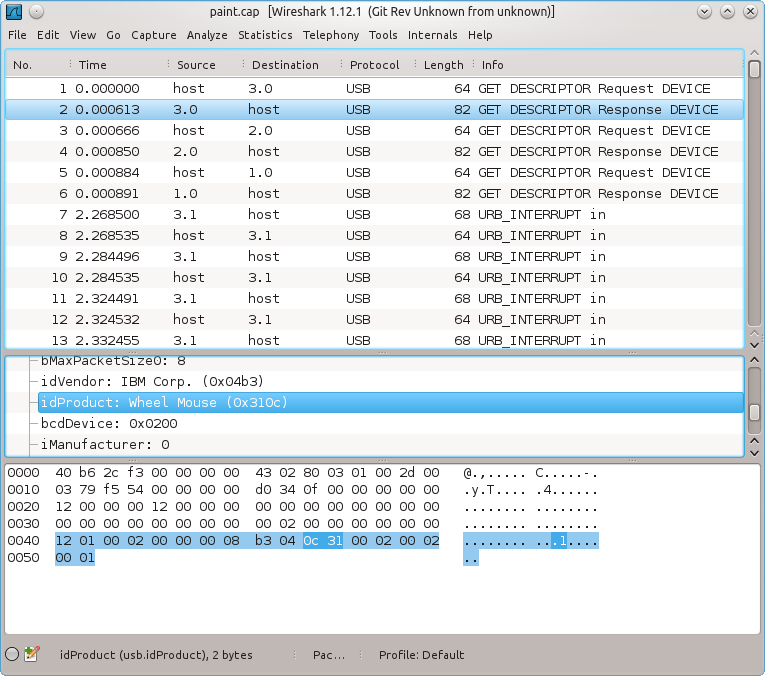 paint.cap [Wireshark 1.12.1 (Git Rev Unknown from unknown)]
File Edit View Go Capture Analyze Statistics Telephony Tools Internals Help
No. Time Source Destination Protocol Length Info
1 0.000000 host 3.0 USB 64 GET DESCRIPTOR Request DEVICE
2 0.000613 3.0 host USB 82 GET DESCRIPTOR Response DEVICE
3 0.000666 host 2.0 USB 64 GET DESCRIPTOR Request DEVICE
4 0.000850 2.0 host USB 82 GET DESCRIPTOR Response DEVICE
5 0.000884 host 1.0 USB 64 GET DESCRIPTOR Request DEVICE
6 0.000891 1.0 host USB 82 GET DESCRIPTOR Response DEVICE
7 2.268500 3.1 host USB 68 URB_INTERRUPT in
8 2.268535 host 3.1 USB 64 URB_INTERRUPT in
9 2.284496 3.1 host USB 68 URB_INTERRUPT in
10 2.284535 host 3.1 USB 64 URB_INTERRUPT in
11 2.324491 3.1 host USB 68 URB_INTERRUPT in
12 2.324532 host 3.1 USB 64 URB_INTERRUPT in
13 2.332455 3.1 host USB 68 URB_INTERRUPT in
bMaxPacketSize0: 8
idVendor: IBM Corp. (0x04b3)
idProduct: Wheel Mouse (0x310c)
bcdDevice: 0x0200
iManufacturer: 0
0000 40 b6 2c f3 00 00 00 00 43 02 80 03 01 00 2d 00 @.,..... C.....-.
0010 03 79 f5 54 00 00 00 00 d0 34 0f 00 00 00 00 00 .y.T.... .4......
0020 12 00 00 00 12 00 00 00 00 00 00 00 00 00 00 00 ........ ........
0030 00 00 00 00 00 00 00 00 00 02 00 00 00 00 00 00 ........ ........
0040 12 01 00 02 00 00 00 08 b3 04 0c 31 00 02 00 02 ........ ...1....
0050 00 01 ..
idProduct (usb.idProduct), 2 bytes Pac... Profile: Default